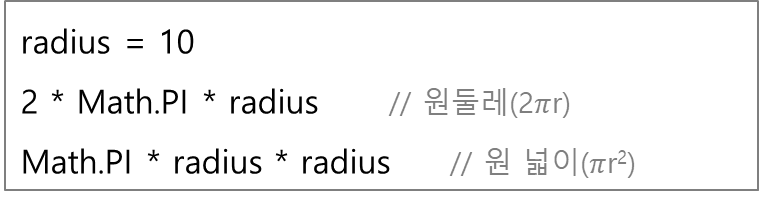 radius = 10
2 * Math.PI * radius // 원둘레(2πr)
Math.PI * radius * radius // 원 넓이(πr²)